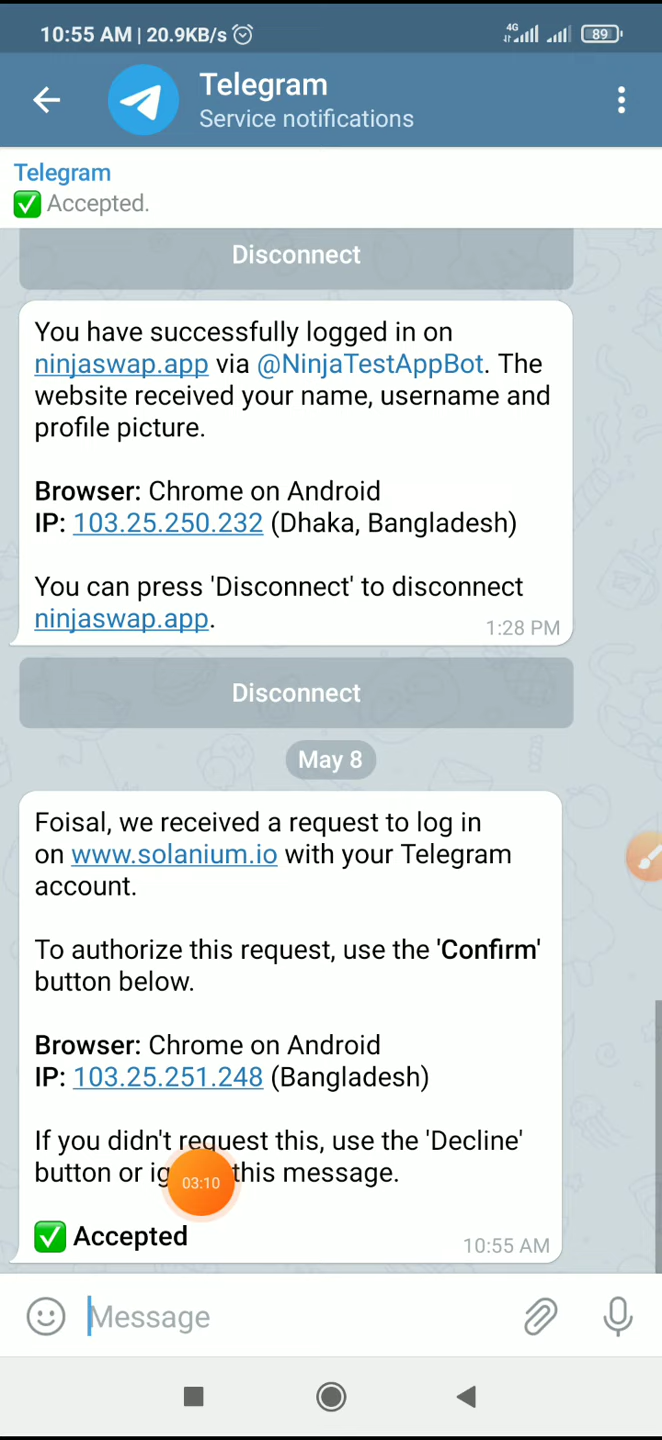 10:55 AM | 20.9KB/s
4G
89
Telegram
Service notifications
Telegram
✅ Accepted.
Disconnect
You have successfully logged in on
ninjaswap.app via @NinjaTestAppBot. The
website received your name, username and
profile picture.
Browser: Chrome on Android
IP: 103.25.250.232 (Dhaka, Bangladesh)
You can press 'Disconnect' to disconnect
ninjaswap.app.
1:28 PM
Disconnect
May 8
Foisal, we received a request to log in
on www.solanium.io with your Telegram
account.
To authorize this request, use the 'Confirm'
button below.
Browser: Chrome on Android
IP: 103.25.251.248 (Bangladesh)
If you didn't request this, use the 'Decline'
button or this message.
03:10
✅ Accepted
10:55 AM
Message